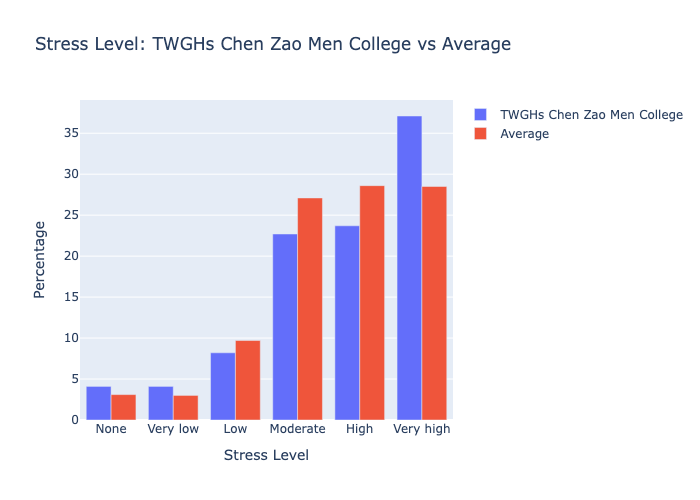 Stress Level: TWGHs Chen Zao Men College vs Average
TWGHs Chen Zao Men College
Average
Percentage
35
30
25
20
15
10
5
0
None Very low Low Moderate High Very high
Stress Level